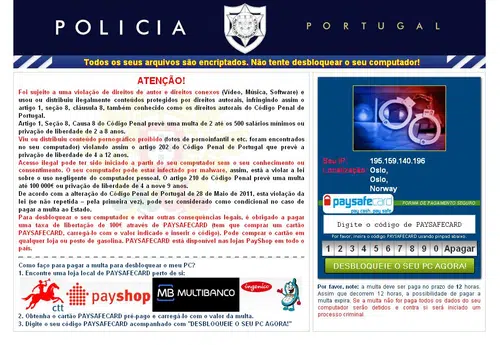 POLICIA PORTUGAL
Todos os seus arquivos são encriptados. Não tente desbloquear o seu computador!
ATENÇÃO!
Foi sujeito a uma violação de direitos de autor e direitos conexos (Vídeo, Música, Software) e
usou ou distribuiu ilegalmente conteúdos protegidos por direitos autorais, infringindo assim o
artigo 1, seção 8, cláusula 8, também conhecido como os direitos autorais do Código Penal de
Portugal.
Artigo 1, Seção 8, Causa 8 do Código Penal preve uma multa de 2 até os 500 salários mínimos ou
privação de liberdade de 2 a 8 anos.
Viu ou distribuiu conteúdo pornográfico proibido (fotos de pornoinfantil e etc. foram encontrados
no seu computador) violando assim o artigo 202 do Código Penal de Portugal que prevê a
privação de liberdade de 4 a 12 anos.
Acesso ilegal pode ter sido iniciado a partir do seu computador sem o seu conhecimento ou
consentimento. O seu computador pode estar infectado por malware, assim, está a violar a lei
sobre o uso negligente do computador pessoal. O artigo 210 do Código Penal prevê uma multa
até 100 000€ ou privação de liberdade de 4 a nove 9 anos.
De acordo com a alteração do Código Penal de Portugal de 28 de Maio de 2011, esta violação da
lei (se não repetida – pela primeira vez), pode ser considerado como condicional no caso de
pagar a multa ao Estado.
Para desbloquear o seu computador e evitar outras consequências legais, é obrigado a pagar
uma taxa de libertação de 100€ através de PAYSAFECARD (tem que comprar um cartão
PAYSAFECARD, carrega-lo com o valor indicado e inserir o código). Pode comprar o cartão em
qualquer loja ou posto de gasolina. PAYSAFECARD está disponível nas lojas PayShop em todo o
país.
Como faço para pagar a multa para desbloquear o meu PC?
1. Encontre uma loja local de PAYSAFECARD perto de si:
ctt
payshop
MB MULTIBANCO
ingenico
2. Obtenha o cartão PAYSAFECARD pré-pago e carregá-lo com o valor da multa.
3. Digite o seu código PAYSAFECARD acompanhado com "DESBLOQUEIE O SEU PC AGORA!"
Seu IP: 195.159.140.196
Localização: Oslo,
Oslo,
Norway
paysafecard
pay cash. pay safe.
FORMA DE PAGAMENTO SEGURO
Digite o código de PAYSAFECARD
Por favor, insira o código PAYSAFECARD usando pinpad abaixo.
1 2 3 4 5 6 7 8 9 0 Apagar
DESBLOQUEIE O SEU PC AGORA!
Por favor, note: a multa deve ser paga no prazo de 12 horas.
Assim que decorrem 12 horas, a possibilidade de pagar a
multa expira. Se a multa não for paga todos os dados do seu
computador serão detidos e contra si será iniciado um
processo criminal.